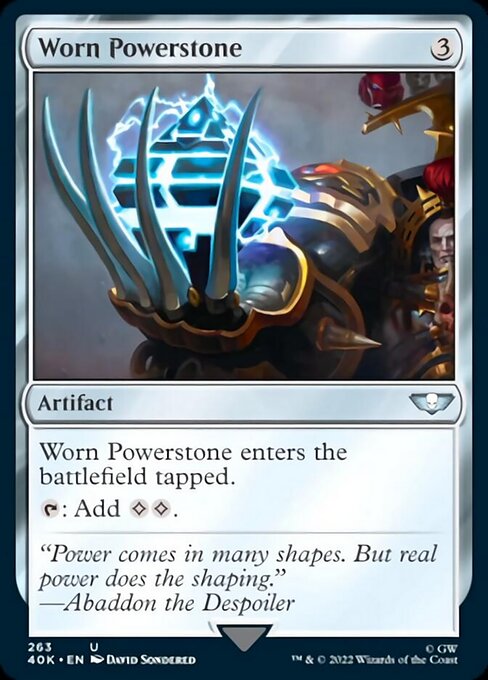 Worn Powerstone 3
Artifact
Worn Powerstone enters the
battlefield tapped.
: Add .
“Power comes in many shapes. But real
power does the shaping.”
—Abaddon the Despoiler
263 U
40K • EN David Sondered
© GW
™ & © 2022 Wizards of the Coast